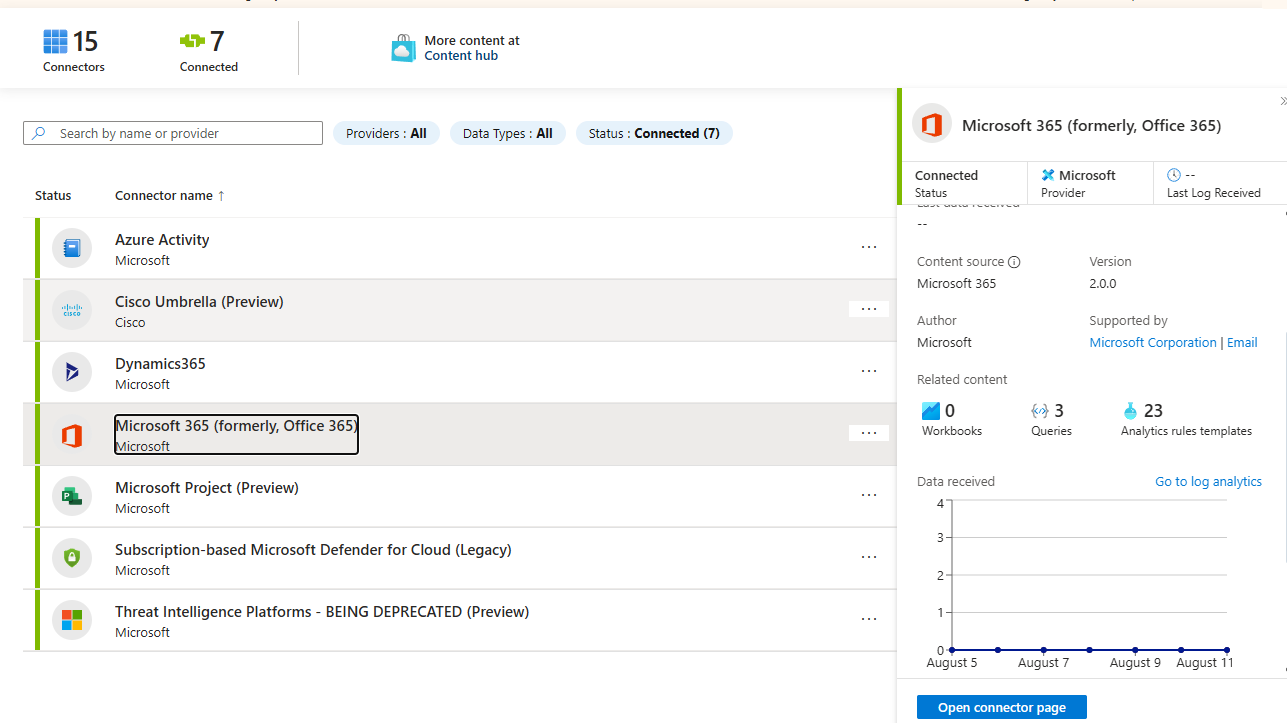 15
Connectors
7
Connected
More content at
Content hub
Search by name or provider
Providers : All
Data Types : All
Status : Connected (7)
Status
Connector name ↑
Azure Activity
Microsoft
...
CISCO
Cisco Umbrella (Preview)
Cisco
...
Dynamics365
Microsoft
...
Microsoft 365 (formerly, Office 365)
Microsoft
...
P
Microsoft Project (Preview)
Microsoft
...
Subscription-based Microsoft Defender for Cloud (Legacy)
Microsoft
...
Threat Intelligence Platforms - BEING DEPRECATED (Preview)
Microsoft
...
»
Microsoft 365 (formerly, Office 365)
Connected
Status
Microsoft
Provider
--
Last Log Received
Last data received
--
Content source
Microsoft 365
Version
2.0.0
Author
Microsoft
Supported by
Microsoft Corporation | Email
Related content
0
Workbooks
3
Queries
23
Analytics rules templates
Data received
Go to log analytics
4
3
2
1
0
August 5
August 7
August 9
August 11
Open connector page